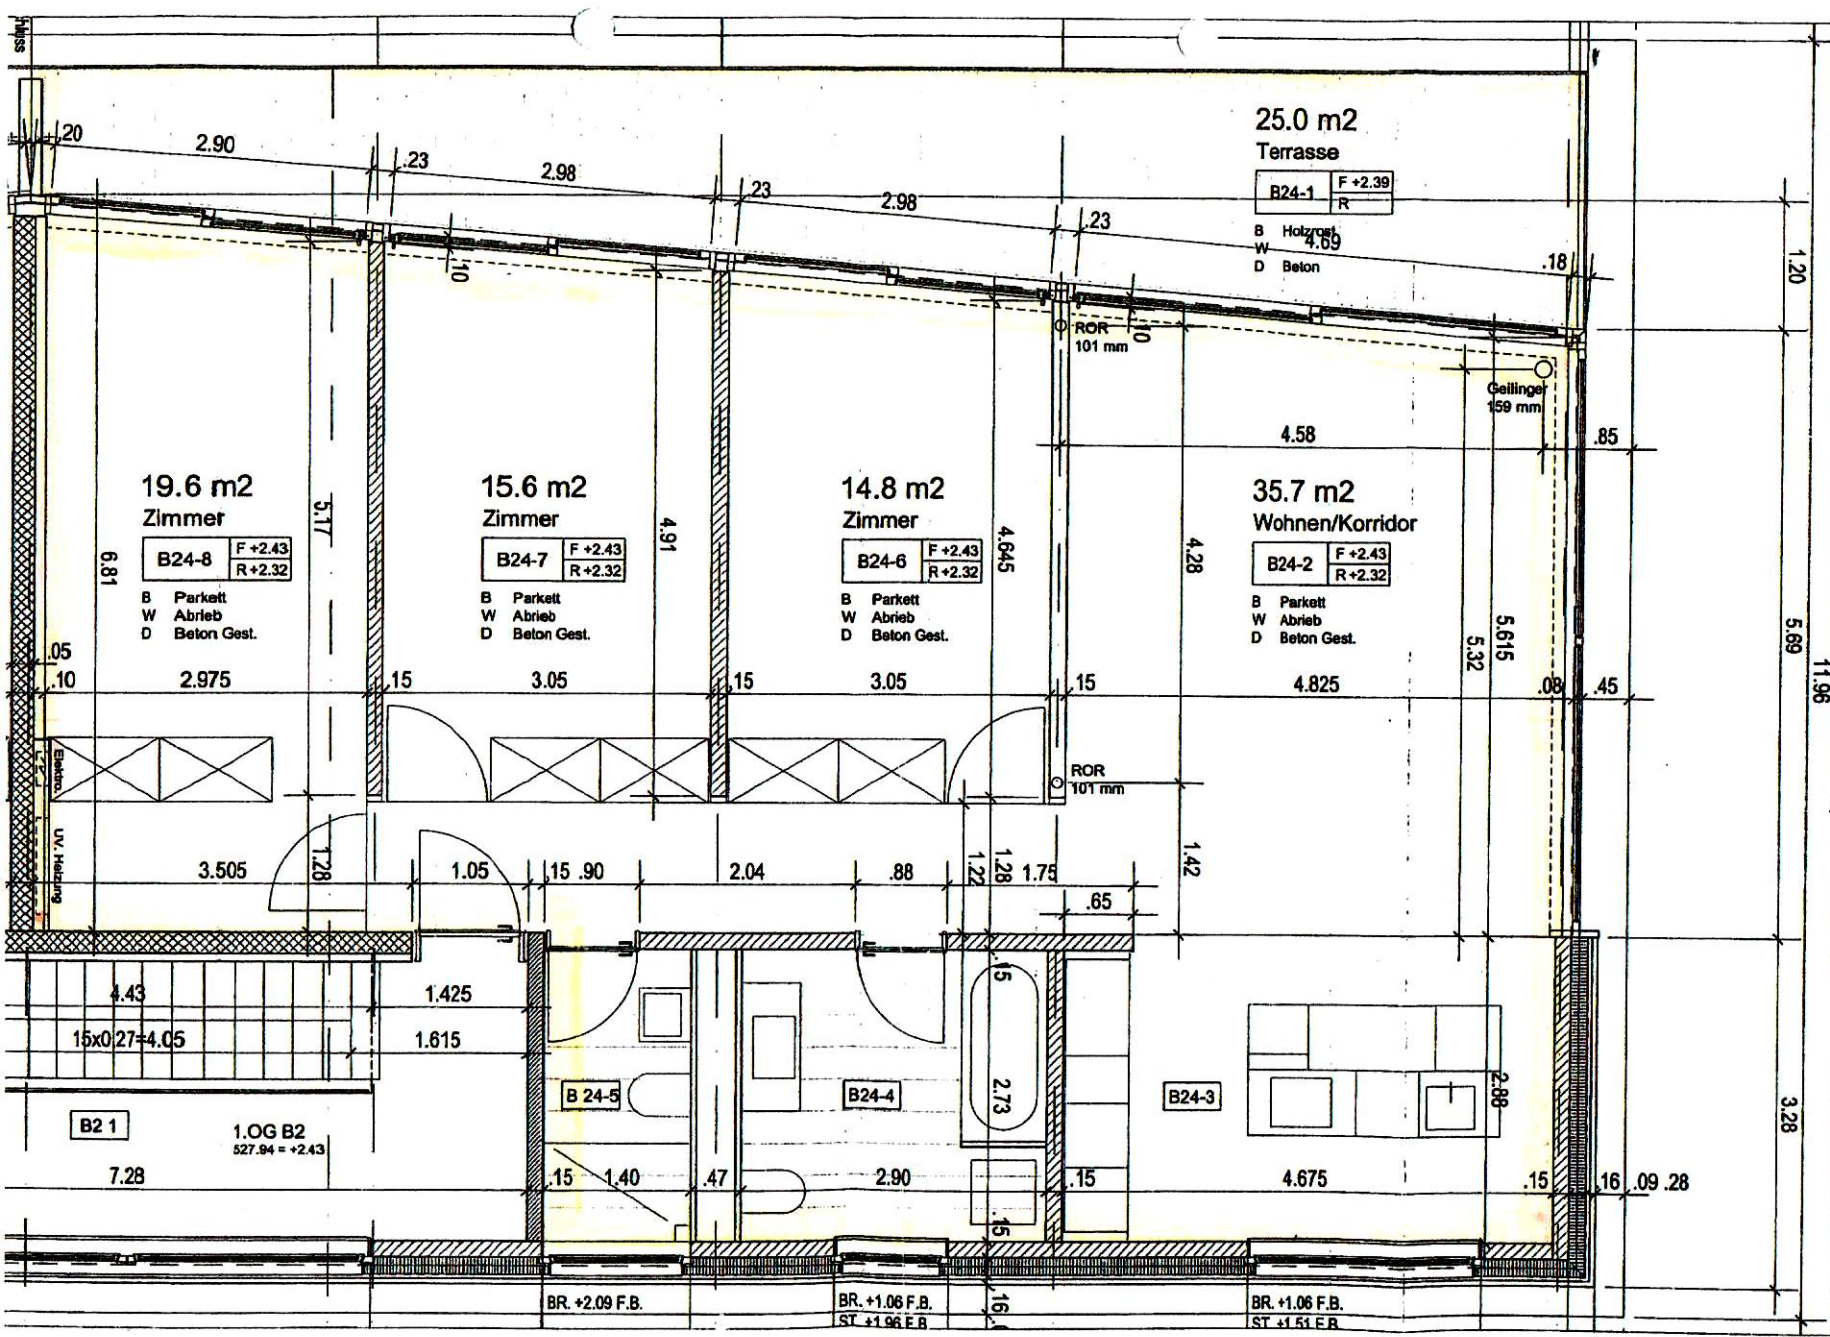 .20
2.90
.23
2.98
.23
2.98
.23
4.69
.18
25.0 m2
Terrasse
B24-1
F +2.39
R
B Holzrost
W
D Beton
1.20
10
10
ROR
101 mm
Geilinger
159 mm
4.58
.85
19.6 m2
Zimmer
B24-8
F +2.43
R +2.32
B Parkett
W Abrieb
D Beton Gest.
6.81
5.17
15.6 m2
Zimmer
B24-7
F +2.43
R +2.32
B Parkett
W Abrieb
D Beton Gest.
4.91
14.8 m2
Zimmer
B24-6
F +2.43
R +2.32
B Parkett
W Abrieb
D Beton Gest.
4.645
4.28
35.7 m2
Wohnen/Korridor
B24-2
F +2.43
R +2.32
B Parkett
W Abrieb
D Beton Gest.
5.32
5.615
5.69
11.96
.05
.10
2.975
15
3.05
15
3.05
15
4.825
.08
.45
Elektro.
UV. Heizung
ROR
101 mm
3.505
1.28
1.05
15
.90
2.04
.88
1.22
1.28
1.75
1.42
.65
4.43
1.425
15x0.27=4.05
1.615
.15
2.73
B 24-5
B24-4
B24-3
2.88
3.28
B2 1
1.OG B2
527.94 = +2.43
7.28
.15
1.40
.47
2.90
.15
4.675
.15
16
.09
.28
.15
BR. +2.09 F.B.
BR. +1.06 F.B.
ST. +1.96 F.B.
16
BR. +1.06 F.B.
ST. +1.51 F.B.